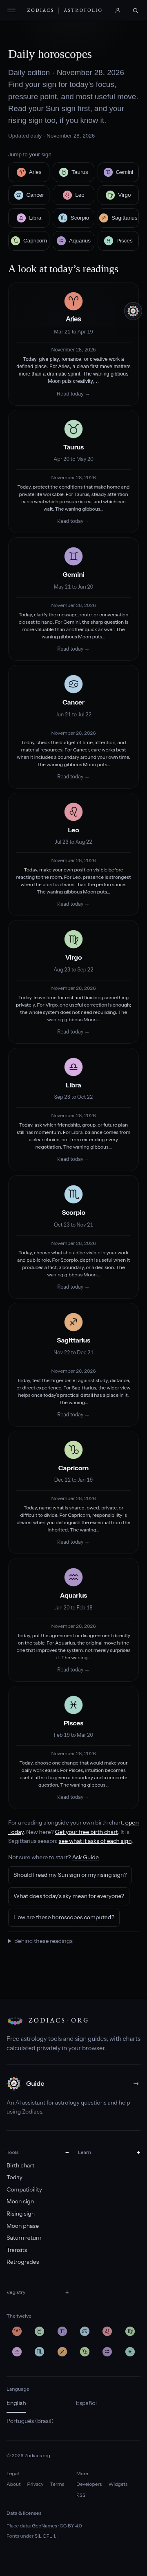 ZODIACS | ASTROFOLIO
Daily horoscopes
Daily edition · November 28, 2026
Find your Sun sign for today's focus,
pressure point, and most useful move.
Read your Sun sign first, and your
rising sign too, if you know it.
Updated daily · November 28, 2026
Jump to your sign
Aries Taurus Gemini
Cancer Leo Virgo
Libra Scorpio Sagittarius
Capricorn Aquarius Pisces
A look at today's readings
Aries
Mar 21 to Apr 19
November 28, 2026
Today, give play, romance, or creative work a
defined place. For Aries, a clean first move helps
more than a dramatic sprint. The waning gibbous
Moon puts creativity,...
Read today →
Taurus
Apr 20 to May 20
November 28, 2026
Today, protect the conditions that make home and
private life workable. For Taurus, steady attention
can reveal which pressure is real and which can
wait. The waning gibbous...
Read today →
Gemini
May 21 to Jun 20
November 28, 2026
Today, clarify the message, route, or conversation
closest to hand. For Gemini, the sharp question is
more useful than the extra one. The waning
gibbous Moon puts...
Read today →
Cancer
Jun 21 to Jul 22
November 28, 2026
Today, check the budget of time, attention, and
material resources. For Cancer, care works best
when it includes a boundary around your own time.
The waning gibbous Moon puts...
Read today →
Leo
Jul 23 to Aug 22
November 28, 2026
Today, make your own position visible before
reacting. For Leo, presence is strongest
when the point is clearer than the performance.
The waning gibbous Moon puts...
Read today →
Virgo
Aug 23 to Sep 22
November 28, 2026
Today, leave time for rest and finishing somewhere
private. For Virgo, one useful correction is enough;
the whole system does not need rebuilding. The
waning gibbous Moon...
Read today →
Libra
Sep 23 to Oct 22
November 28, 2026
Today, ask which friendship, group, or future plan
still has momentum. For Libra, balance comes from
a clear choice, not from endless
negotiation. The waning gibbous...
Read today →
Scorpio
Oct 23 to Nov 21
November 28, 2026
Today, choose what should be visible in your work
and public role. For Scorpio, depth is useful when it
produces a fact, a boundary, or a decision. The
waning gibbous Moon...
Read today →
Sagittarius
Nov 22 to Dec 21
November 28, 2026
Today, test the larger belief against study, distance,
or direct experience. For Sagittarius, the wider view
helps once today's practical detail has a place in it.
The waning...
Read today →
Capricorn
Dec 22 to Jan 19
November 28, 2026
Today, name what is shared, owed, private, or
difficult to divide. For Capricorn, responsibility is
cleaner when you distinguish the essential from the
inherited. The waning...
Read today →
Aquarius
Jan 20 to Feb 18
November 28, 2026
Today, put the agreement or disagreement directly
on the table. For Aquarius, the original move is the
one that improves the system, not merely surprises
it. The waning...
Read today →
Pisces
Feb 19 to Mar 20
November 28, 2026
Today, choose one change that would make your
daily work easier. For Pisces, intuition becomes
useful after it is given a boundary and a concrete
question. The waning gibbous...
Read today →
For a reading alongside your own birth chart, open
Today. New here? Get your free birth chart. It is
Sagittarius season: see what it asks of each sign.
Not sure where to start? Ask Guide
Should I read my Sun sign or my rising sign?
What does today's sky mean for everyone?
How are these horoscopes computed?
▶ Behind these readings
ZODIACS·ORG
Free astrology tools and sign guides, with charts
calculated privately in your browser.
Guide →
An AI assistant for astrology questions and help
using Zodiacs.
Tools − Learn +
Birth chart
Today
Compatibility
Moon sign
Rising sign
Moon phase
Saturn return
Transits
Retrogrades
Registry +
The twelve
Language
English Español
Português (Brasil)
© 2026 Zodiacs.org
Legal More
About Privacy Terms Developers Widgets
RSS
Data & licenses
Place data: GeoNames · CC BY 4.0
Fonts under SIL OFL 1.1